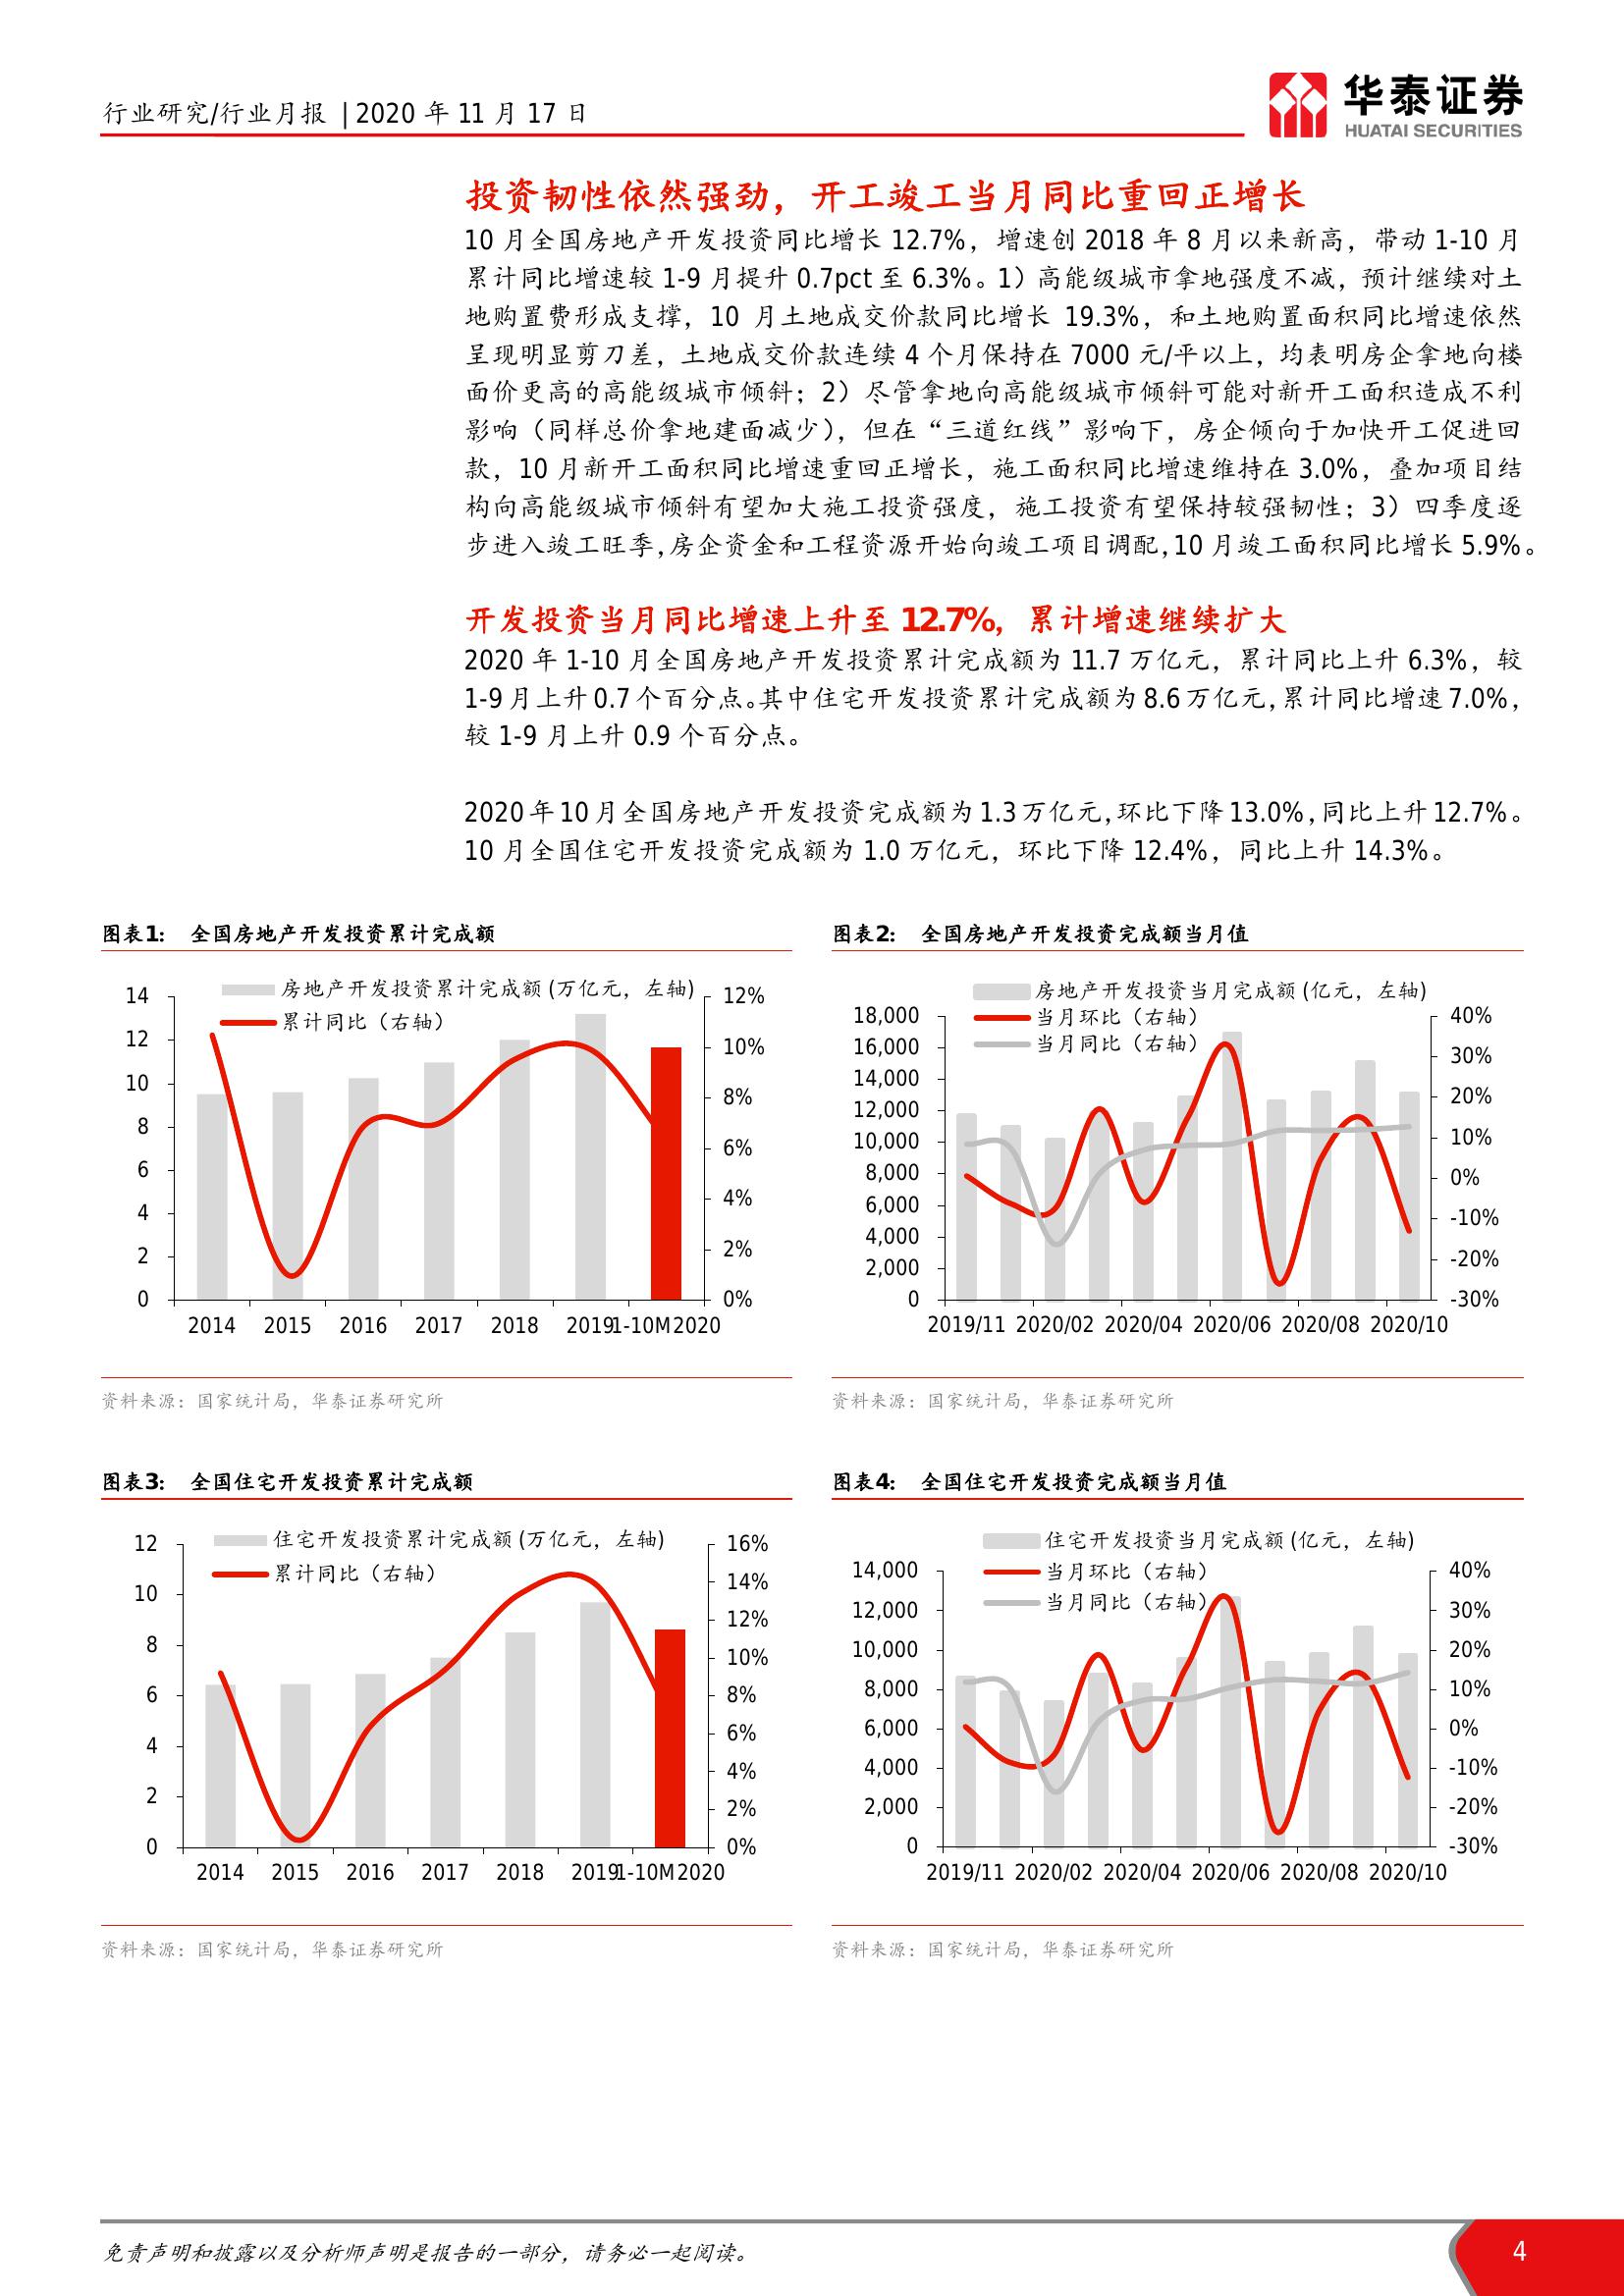 行业研究/行业月报 | 2020 年 11 月 17 日
华泰证券
HUATAI SECURITIES
投资韧性依然强劲，开工竣工当月同比重回正增长
10 月全国房地产开发投资同比增长 12.7%，增速创 2018 年 8 月以来新高，带动 1-10 月
累计同比增速较 1-9 月提升 0.7pct 至 6.3%。1）高能级城市拿地强度不减，预计继续对土
地购置费形成支撑，10 月土地成交价款同比增长 19.3%，和土地购置面积同比增速依然
呈现明显剪刀差，土地成交价款连续 4 个月保持在 7000 元/平以上，均表明房企拿地向楼
面价更高的高能级城市倾斜；2）尽管拿地向高能级城市倾斜可能对新开工面积造成不利
影响（同样总价拿地建面减少），但在“三道红线”影响下，房企倾向于加快开工促进回
款，10 月新开工面积同比增速重回正增长，施工面积同比增速维持在 3.0%，叠加项目结
构向高能级城市倾斜有望加大施工投资强度，施工投资有望保持较强韧性；3）四季度逐
步进入竣工旺季，房企资金和工程资源开始向竣工项目调配，10 月竣工面积同比增长 5.9%。
开发投资当月同比增速上升至 12.7%，累计增速继续扩大
2020 年 1-10 月全国房地产开发投资累计完成额为 11.7 万亿元，累计同比上升 6.3%，较
1-9 月上升 0.7 个百分点。其中住宅开发投资累计完成额为 8.6 万亿元，累计同比增速 7.0%，
较 1-9 月上升 0.9 个百分点。
2020 年 10 月全国房地产开发投资完成额为 1.3 万亿元，环比下降 13.0%，同比上升 12.7%。
10 月全国住宅开发投资完成额为 1.0 万亿元，环比下降 12.4%，同比上升 14.3%。
图表1： 全国房地产开发投资累计完成额
房地产开发投资累计完成额 (万亿元，左轴)
累计同比（右轴）
14
12
10
8
6
4
2
0
12%
10%
8%
6%
4%
2%
0%
2014 2015 2016 2017 2018 2019 1-10M2020
资料来源：国家统计局，华泰证券研究所
图表2： 全国房地产开发投资完成额当月值
房地产开发投资当月完成额 (亿元，左轴)
当月环比（右轴）
当月同比（右轴）
18,000
16,000
14,000
12,000
10,000
8,000
6,000
4,000
2,000
0
40%
30%
20%
10%
0%
-10%
-20%
-30%
2019/11 2020/02 2020/04 2020/06 2020/08 2020/10
资料来源：国家统计局，华泰证券研究所
图表3： 全国住宅开发投资累计完成额
住宅开发投资累计完成额 (万亿元，左轴)
累计同比（右轴）
12
10
8
6
4
2
0
16%
14%
12%
10%
8%
6%
4%
2%
0%
2014 2015 2016 2017 2018 2019 1-10M2020
资料来源：国家统计局，华泰证券研究所
图表4： 全国住宅开发投资完成额当月值
住宅开发投资当月完成额 (亿元，左轴)
当月环比（右轴）
当月同比（右轴）
14,000
12,000
10,000
8,000
6,000
4,000
2,000
0
40%
30%
20%
10%
0%
-10%
-20%
-30%
2019/11 2020/02 2020/04 2020/06 2020/08 2020/10
资料来源：国家统计局，华泰证券研究所
免责声明和披露以及分析师声明是报告的一部分，请务必一起阅读。
4